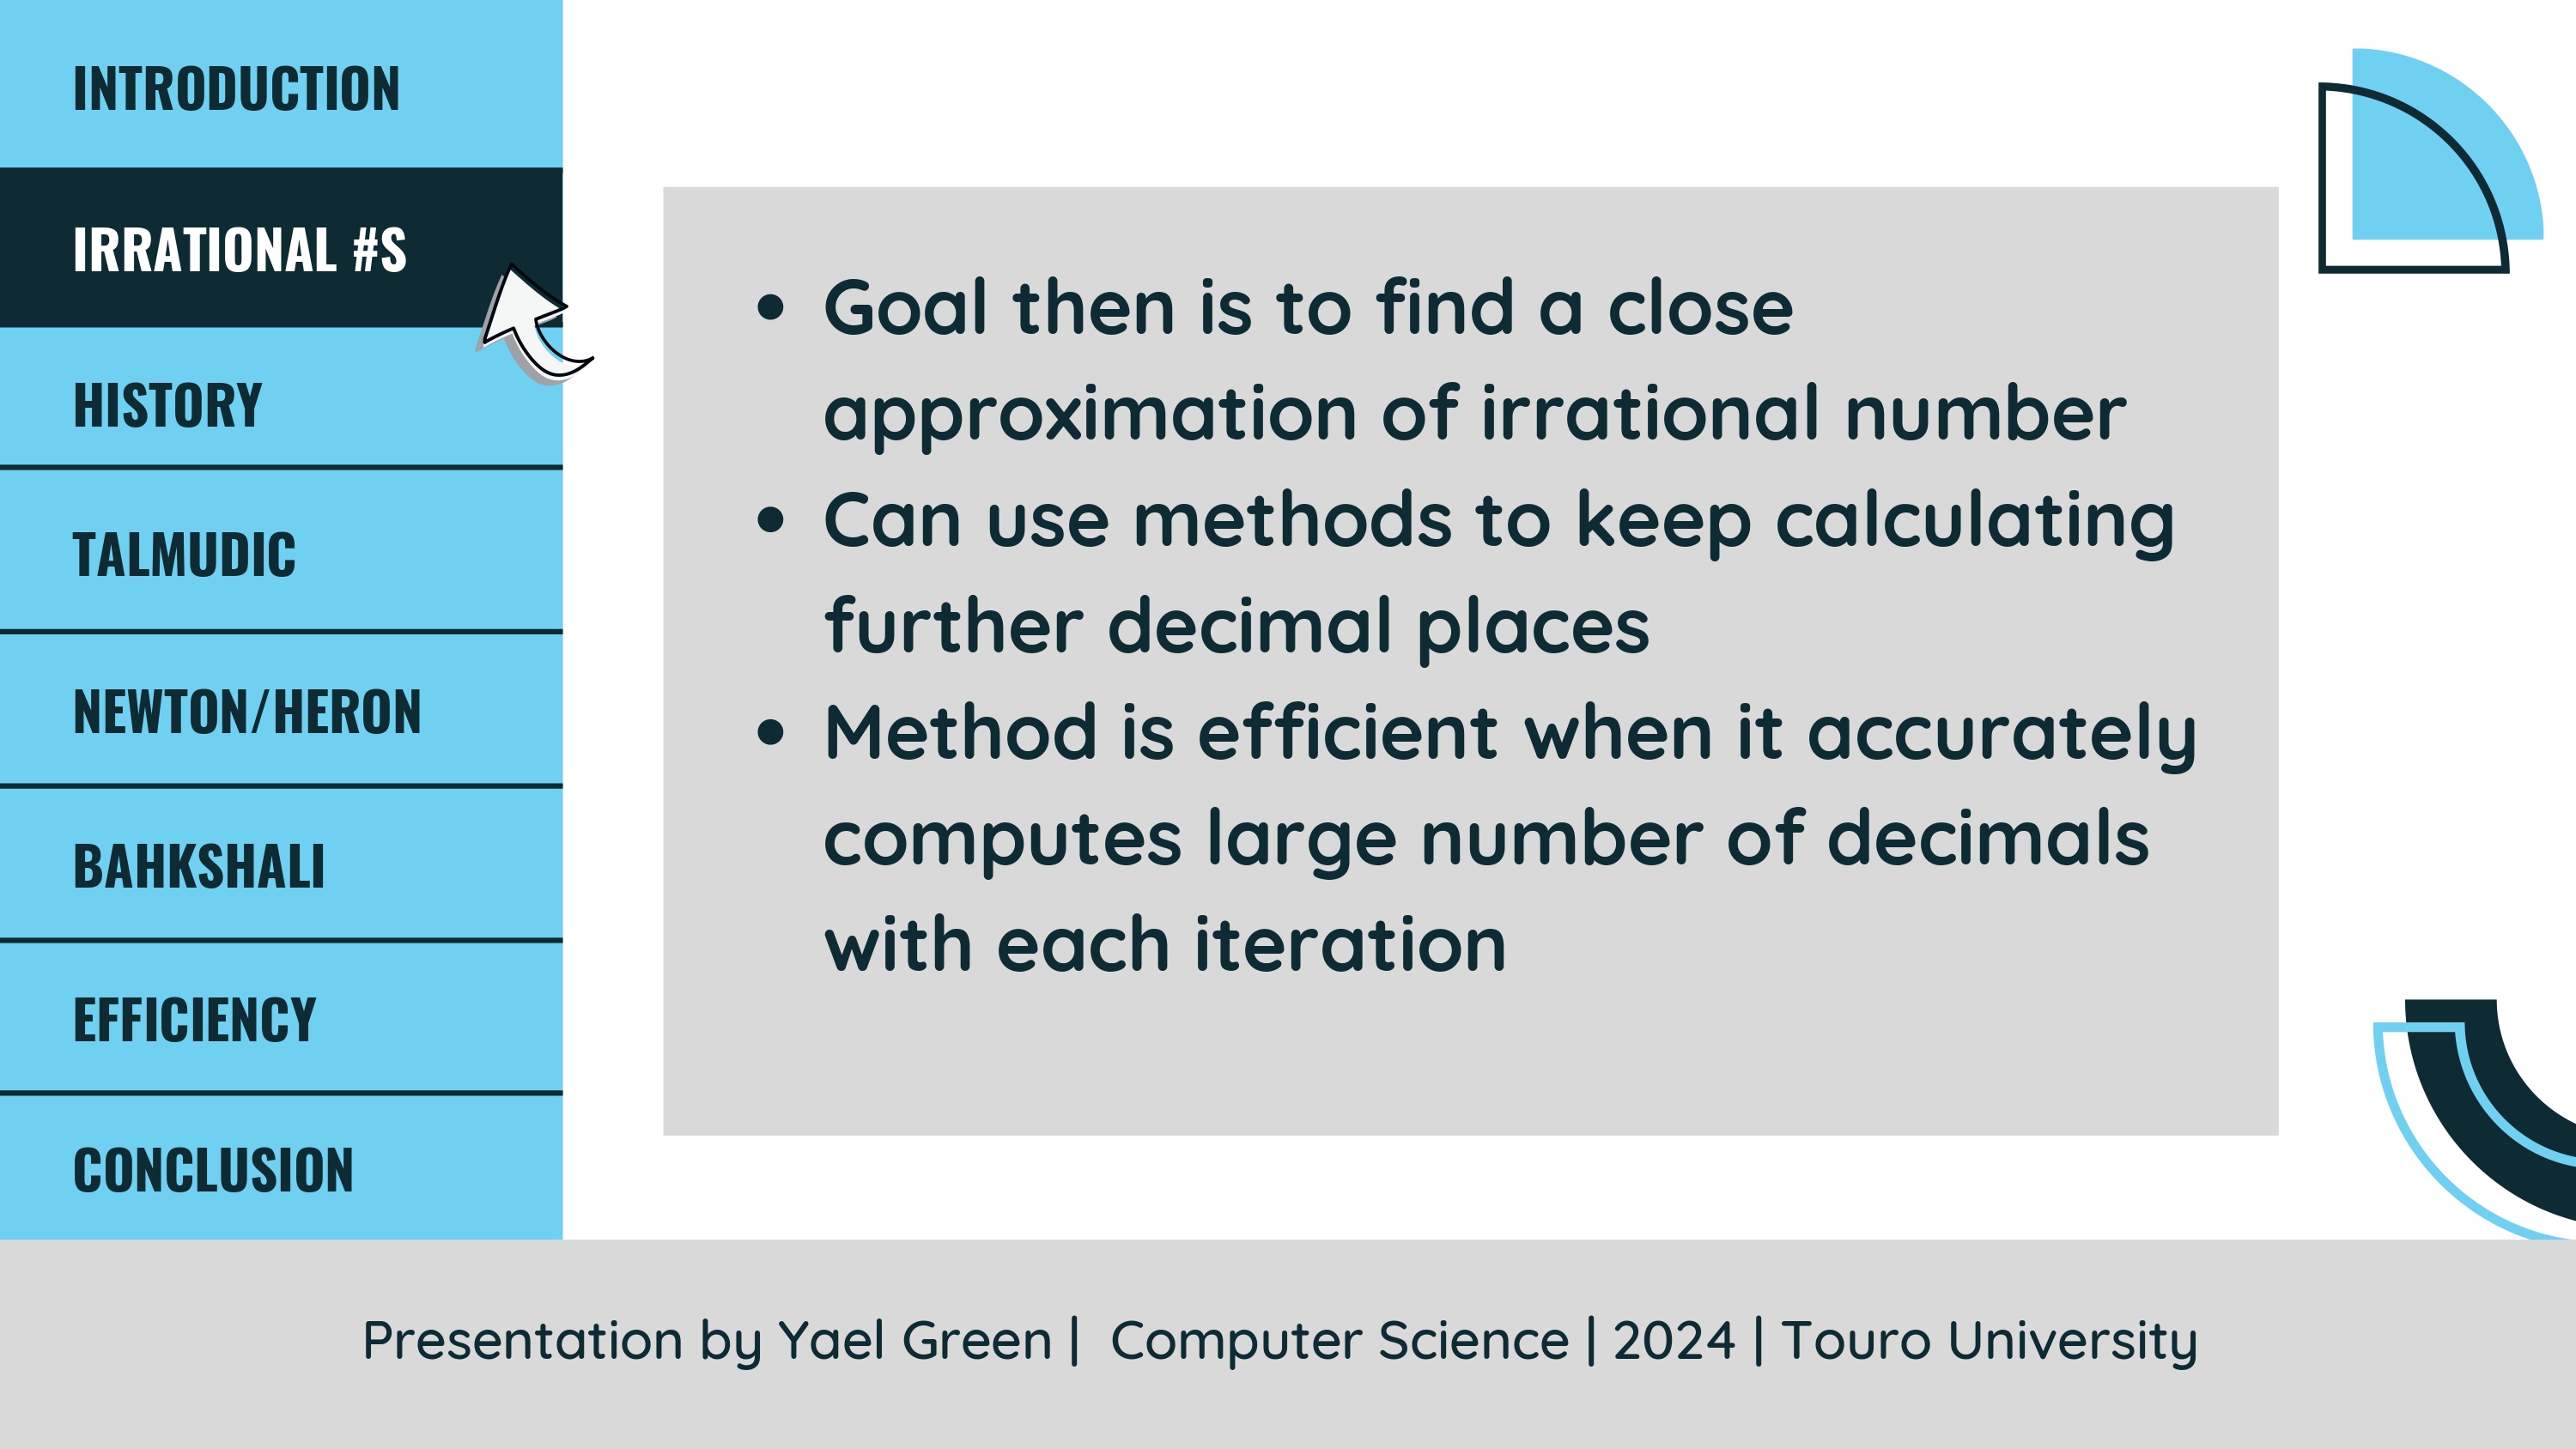 INTRODUCTION
IRRATIONAL #S
HISTORY
TALMUDIC
NEWTON/HERON
BAHKSHALI
EFFICIENCY
CONCLUSION
• Goal then is to find a close
approximation of irrational number
• Can use methods to keep calculating
further decimal places
• Method is efficient when it accurately
computes large number of decimals
with each iteration
Presentation by Yael Green | Computer Science | 2024 | Touro University